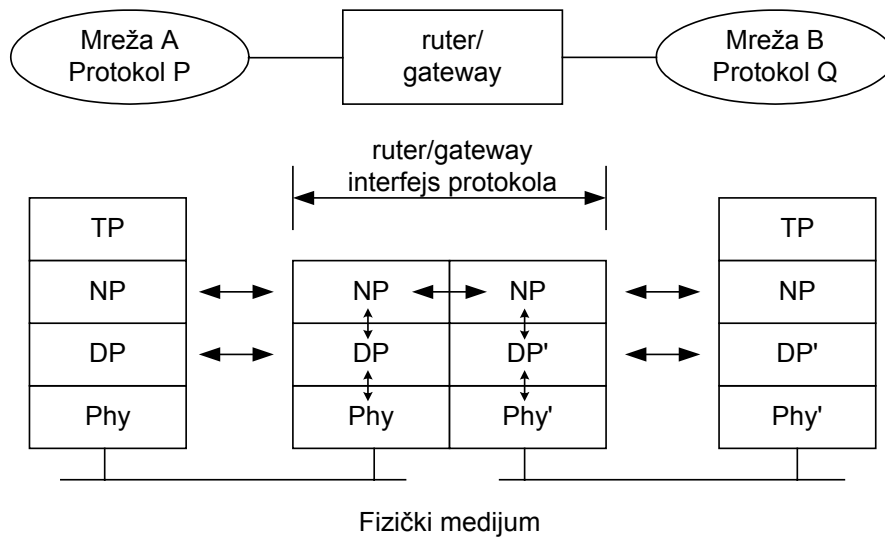 Mreža A
Protokol P
ruter/
gateway
Mreža B
Protokol Q
ruter/gateway
interfejs protokola
TP
NP
DP
Phy
NP
NP
DP
DP'
Phy
Phy'
TP
NP
DP'
Phy'
Fizički medijum